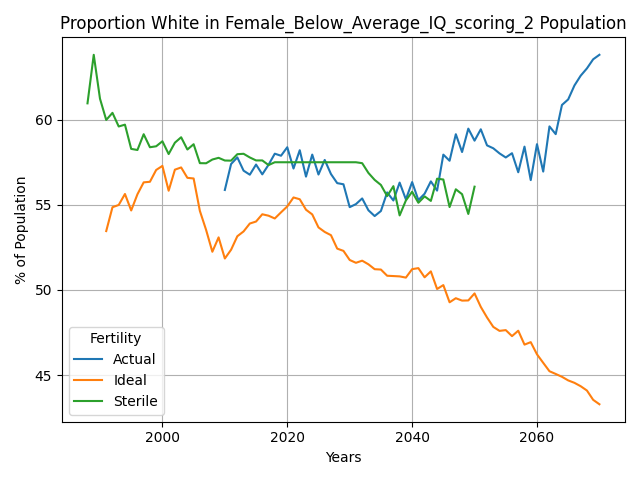 Proportion White in Female_Below_Average_IQ_scoring_2 Population
% of Population
60
55
50
45
Fertility
Actual
Ideal
Sterile
2000
2020
2040
2060
Years